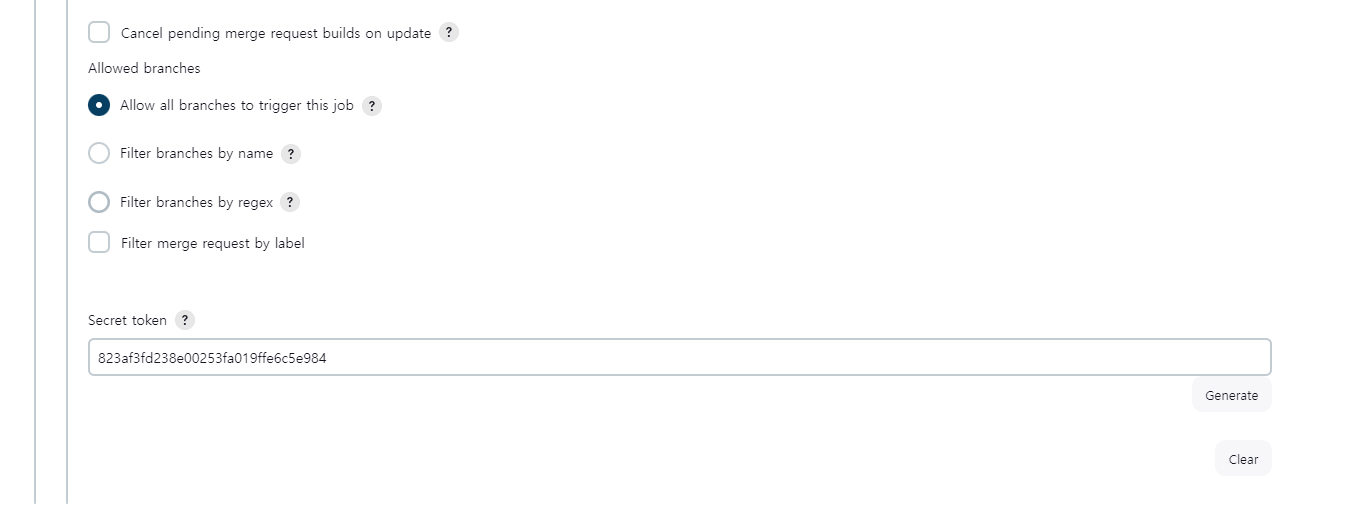 Cancel pending merge request builds on update ?
Allowed branches
Allow all branches to trigger this job ?
Filter branches by name ?
Filter branches by regex ?
Filter merge request by label
Secret token ?
823af3fd238e00253fa019ffe6c5e984
Generate
Clear